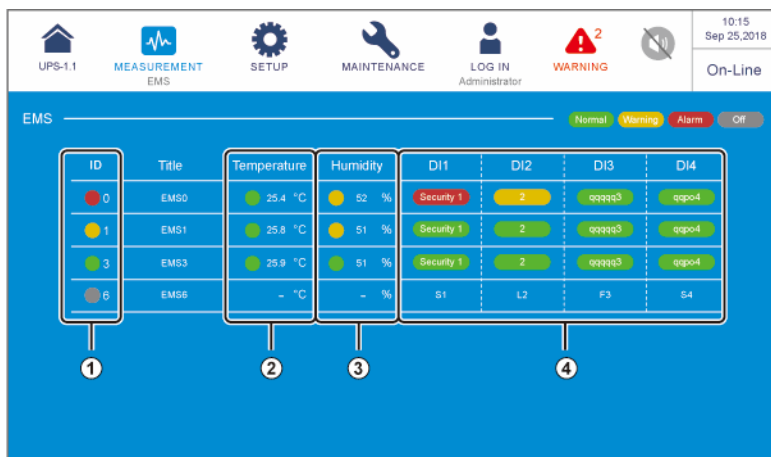 10:15
Sep 25,2018
2
UPS-1.1 MEASUREMENT SETUP MAINTENANCE LOG IN WARNING
EMS Administrator
On-Line
EMS Normal Warning Alarm Off
ID Title Temperature Humidity DI1 DI2 DI3 DI4
0 EMS0 25.4 °C 52 % Security 1 2 qqqqq3 qqpo4
1 EMS1 25.8 °C 51 % Security 1 2 qqqqq3 qqpo4
3 EMS3 25.9 °C 51 % Security 1 2 qqqqq3 qqpo4
6 EMS6 – °C – % S1 L2 F3 S4
1 2 3 4